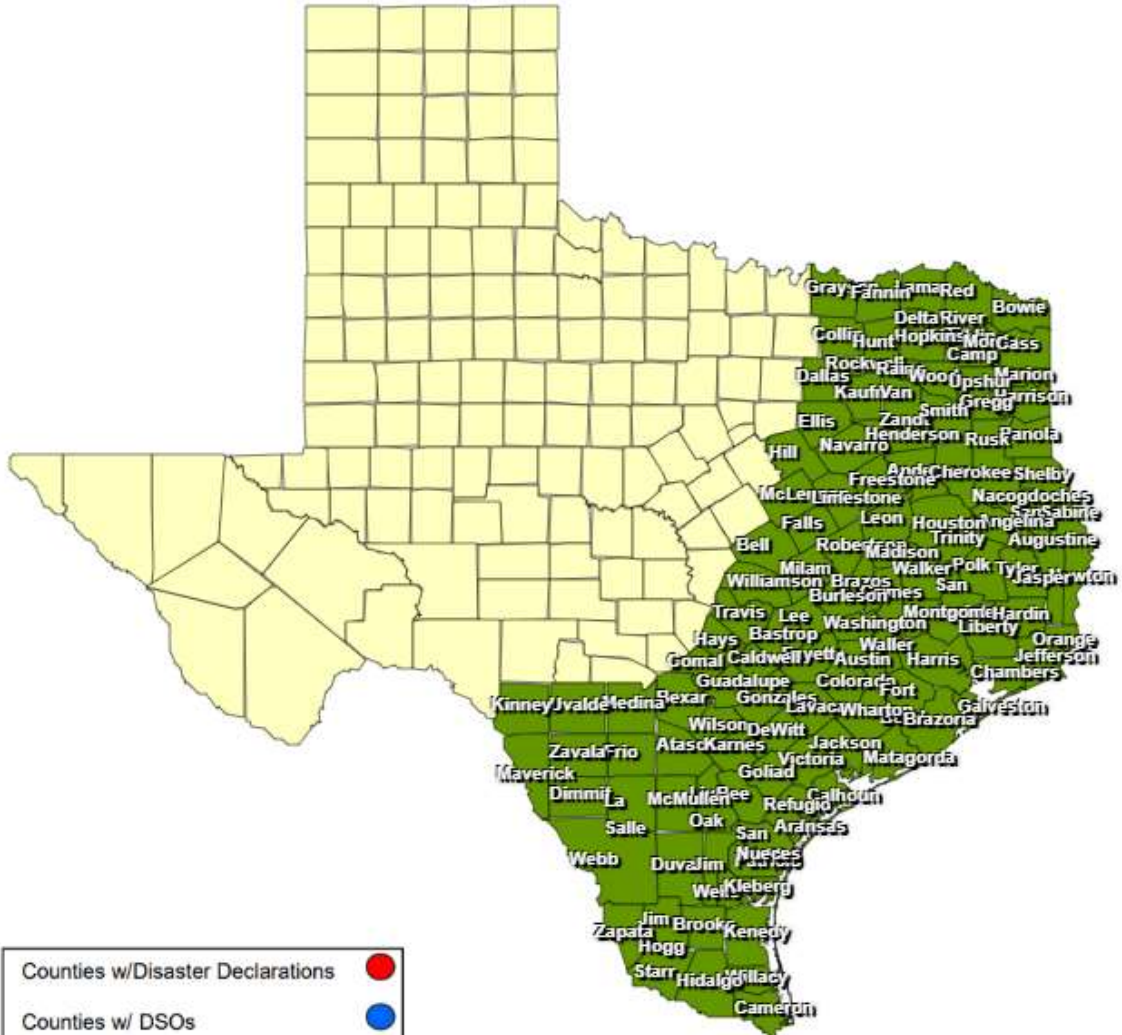 Grayson
Fannin
Lamar
Red
River
Bowie
Delta
Collin
Hunt
Hopkins
Cass
Camp
Rockwall
Rains
Wood
Upshur
Marion
Dallas
Kaufman
Van
Zandt
Smith
Gregg
Harrison
Ellis
Navarro
Henderson
Rusk
Panola
Hill
Freestone
Cherokee
Shelby
McLennan
Limestone
Nacogdoches
Sabine
Falls
Leon
Houston
Angelina
Augustine
Bell
Robertson
Madison
Trinity
Milam
Walker
Polk
Tyler
Jasper
Williamson
Brazos
San
Burleson
Travis
Lee
Washington
Montgomery
Hardin
Liberty
Hays
Bastrop
Waller
Orange
Comal
Caldwell
Fayette
Austin
Harris
Jefferson
Chambers
Guadalupe
Colorado
Fort
Kinney
Uvalde
Medina
Bexar
Gonzales
Lavaca
Wharton
Brazoria
Galveston
Wilson
DeWitt
Zavala
Frio
Karnes
Jackson
Victoria
Matagorda
Maverick
Goliad
Dimmit
La
Salle
McMullen
Bee
Calhoun
Refugio
Oak
San
Aransas
Webb
Duval
Jim
Nueces
Wells
Kleberg
Zapata
Jim
Hogg
Brooks
Kenedy
Starr
Hidalgo
Willacy
Cameron
Counties w/Disaster Declarations
Counties w/ DSOs